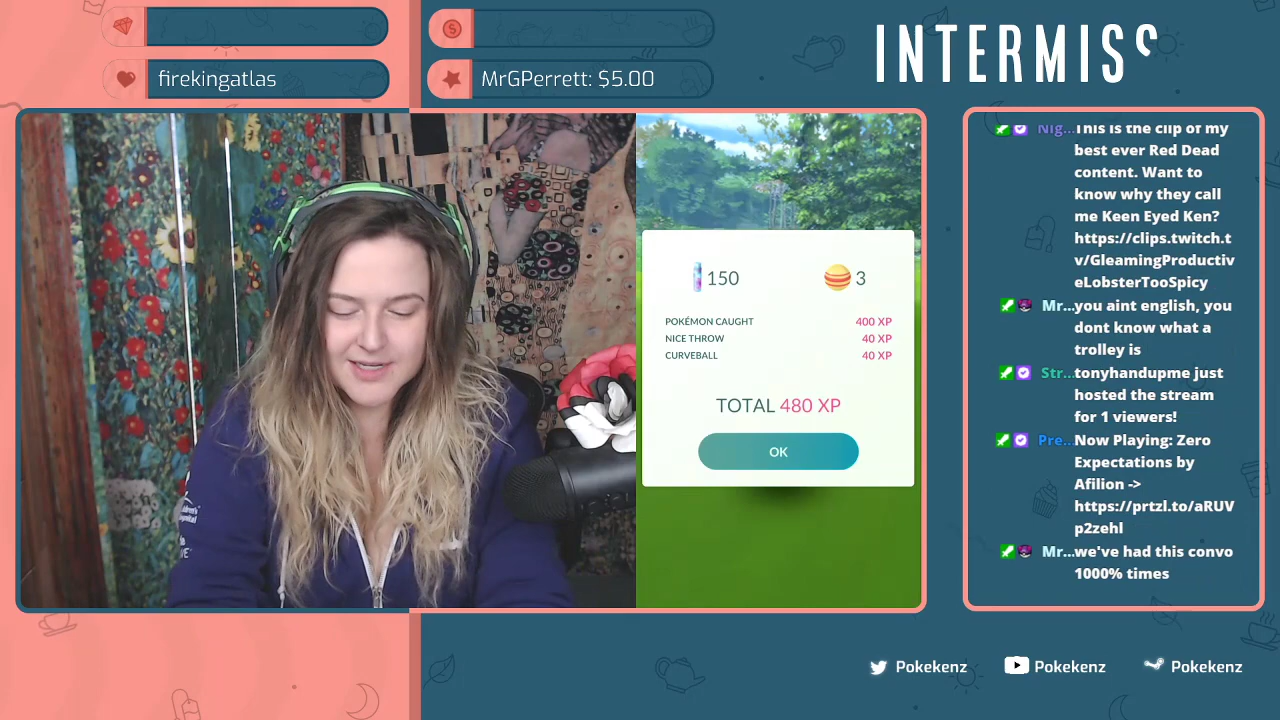 INTERMISS
firekingatlas
MrGPerrett: $5.00
150
3
POKÉMON CAUGHT 400 XP
NICE THROW 40 XP
CURVEBALL 40 XP
TOTAL 480 XP
OK
Nig...This is the clip of my
best ever Red Dead
content. Want to
know why they call
me Keen Eyed Ken?
https://clips.twitch.t
v/GleamingProductiv
eLobsterTooSpicy
Mr...you aint english, you
dont know what a
trolley is
Str...tonyhandupme just
hosted the stream
for 1 viewers!
Pre...Now Playing: Zero
Expectations by
Afilion ->
https://prtzl.to/aRUV
p2zehl
Mr...we've had this convo
1000% times
Pokekenz
Pokekenz
Pokekenz